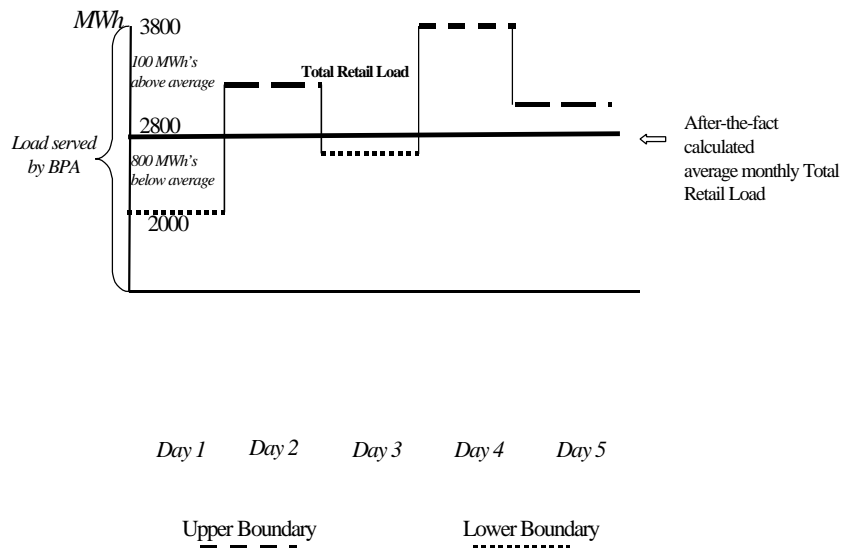 MWh
3800
100 MWh's
above average
Total Retail Load
2800
Load served
by BPA
800 MWh's
below average
2000
After-the-fact
calculated
average monthly Total
Retail Load
Day 1 Day 2 Day 3 Day 4 Day 5
Upper Boundary Lower Boundary